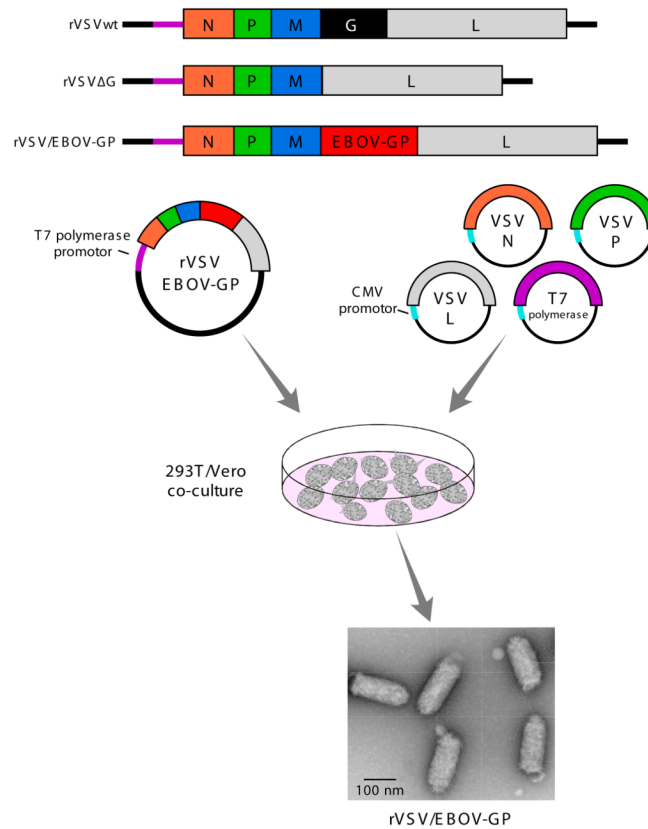 rVSVwt N P M G L
rVSVΔG N P M L
rVSV/EBOV-GP N P M EBOV-GP L
T7 polymerase
promotor
rVSV
EBOV-GP
VSV
N
VSV
P
CMV
promotor
VSV
L
T7
polymerase
293T/Vero
co-culture
100 nm
rVSV/EBOV-GP